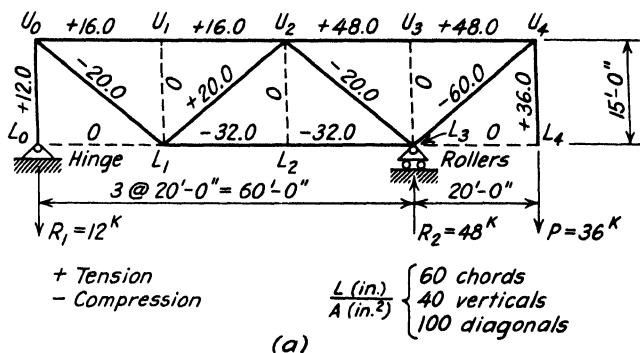 U₀ +16.0 U₁ +16.0 U₂ +48.0 U₃ +48.0 U₄
+12.0 -20.0 0 +20.0 0 -20.0 0 -60.0 +36.0 15'-0"
L₀ 0 L₁ -32.0 L₂ -32.0 L₃ 0 L₄
Hinge Rollers
3 @ 20'-0" = 60'-0" 20'-0"
R₁ = 12ᴷ R₂ = 48ᴷ P = 36ᴷ
+ Tension
- Compression
L (in.) / A (in.²) { 60 chords
40 verticals
100 diagonals
(a)